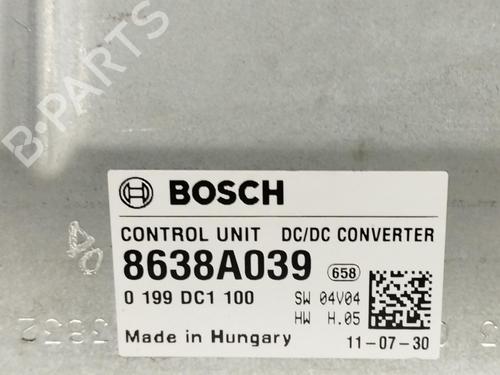 BOSCH
CONTROL UNIT DC/DC CONVERTER
8638A039 658
0 199 DC1 100 SW 04V04
HW H.05
Made in Hungary 11-07-30
B-PARTS